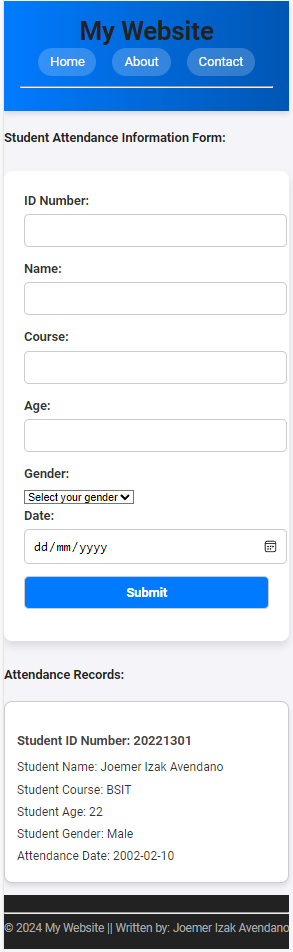 My Website
Home About Contact
Student Attendance Information Form:
ID Number:
Name:
Course:
Age:
Gender:
Select your gender
Date:
dd/mm/yyyy
Submit
Attendance Records:
Student ID Number: 20221301
Student Name: Joemer Izak Avendano
Student Course: BSIT
Student Age: 22
Student Gender: Male
Attendance Date: 2002-02-10
© 2024 My Website || Written by: Joemer Izak Avendano